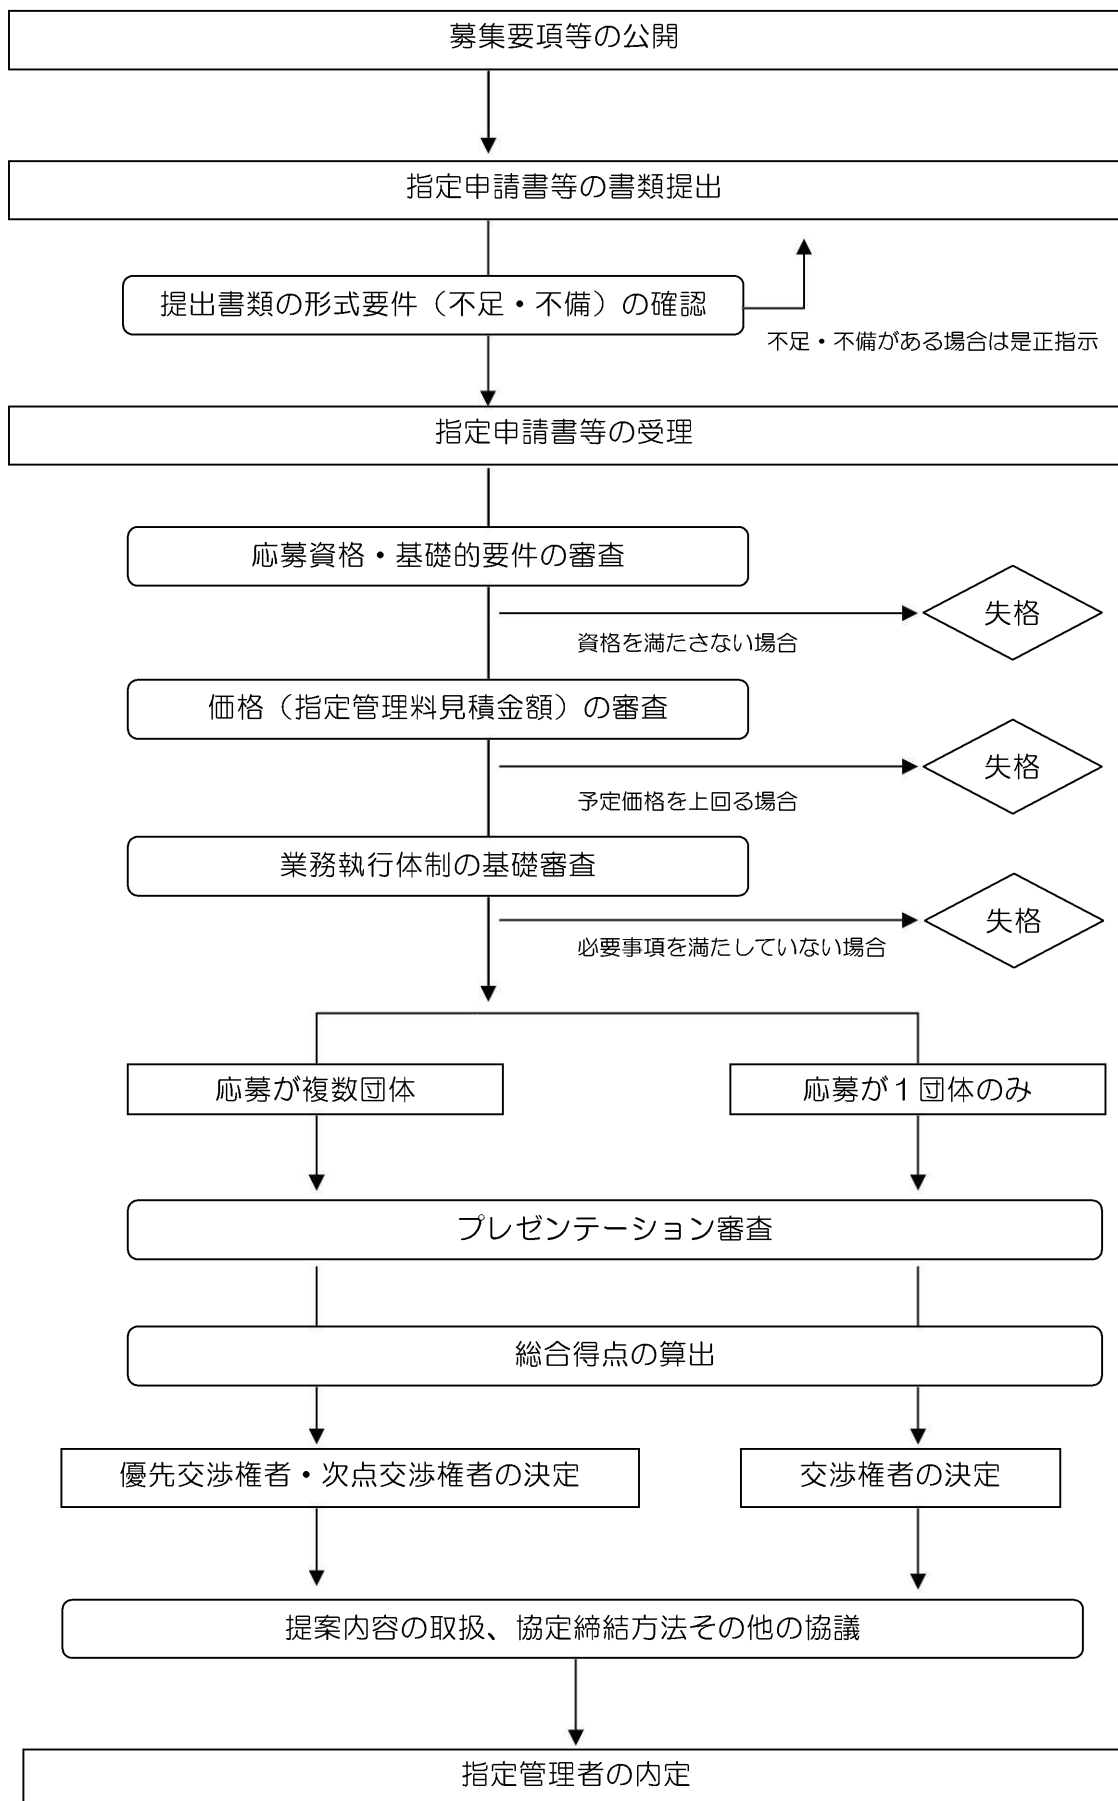 募集要項等の公開
指定申請書等の書類提出
提出書類の形式要件（不足・不備）の確認
不足・不備がある場合は是正指示
指定申請書等の受理
応募資格・基礎的要件の審査
失格
資格を満たさない場合
価格（指定管理料見積金額）の審査
失格
予定価格を上回る場合
業務執行体制の基礎審査
失格
必要事項を満たしていない場合
応募が複数団体
応募が１団体のみ
プレゼンテーション審査
総合得点の算出
優先交渉権者・次点交渉権者の決定
交渉権者の決定
提案内容の取扱、協定締結方法その他の協議
指定管理者の内定